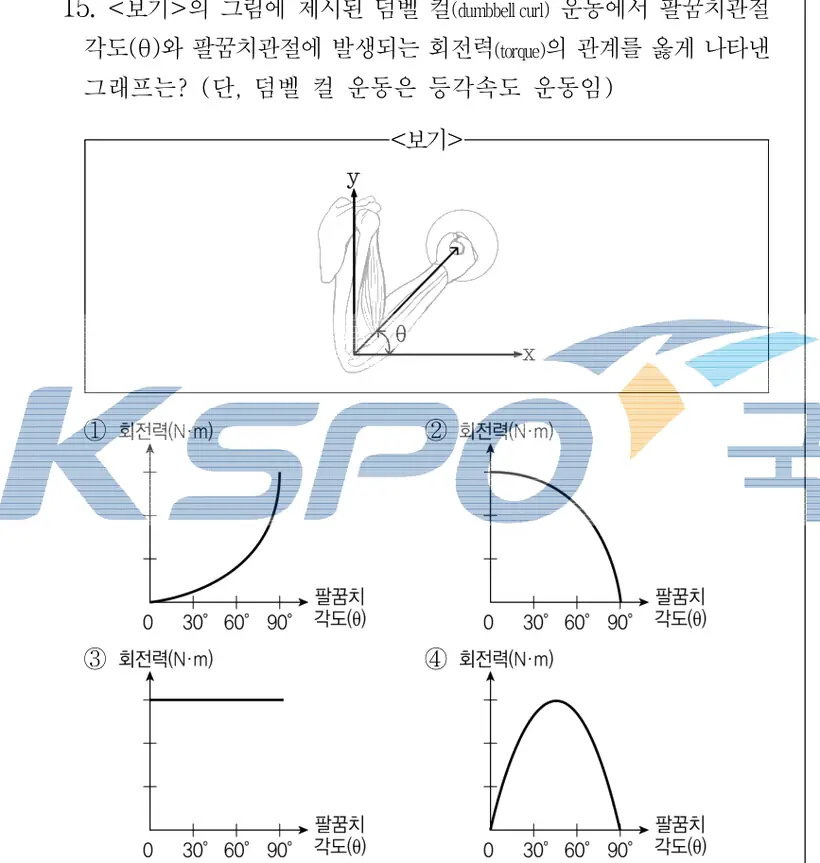 15. <보기>의 그림에 제시된 덤벨 컬(dumbbell curl) 운동에서 팔꿈치관절
각도(θ)와 팔꿈치관절에 발생되는 회전력(torque)의 관계를 옳게 나타낸
그래프는? (단, 덤벨 컬 운동은 등각속도 운동임)
<보기>
y
θ
x
KSPO 국
① 회전력(N·m)
0 30° 60° 90° 팔꿈치
각도(θ)
② 회전력(N·m)
0 30° 60° 90° 팔꿈치
각도(θ)
③ 회전력(N·m)
0 30° 60° 90° 팔꿈치
각도(θ)
④ 회전력(N·m)
0 30° 60° 90° 팔꿈치
각도(θ)